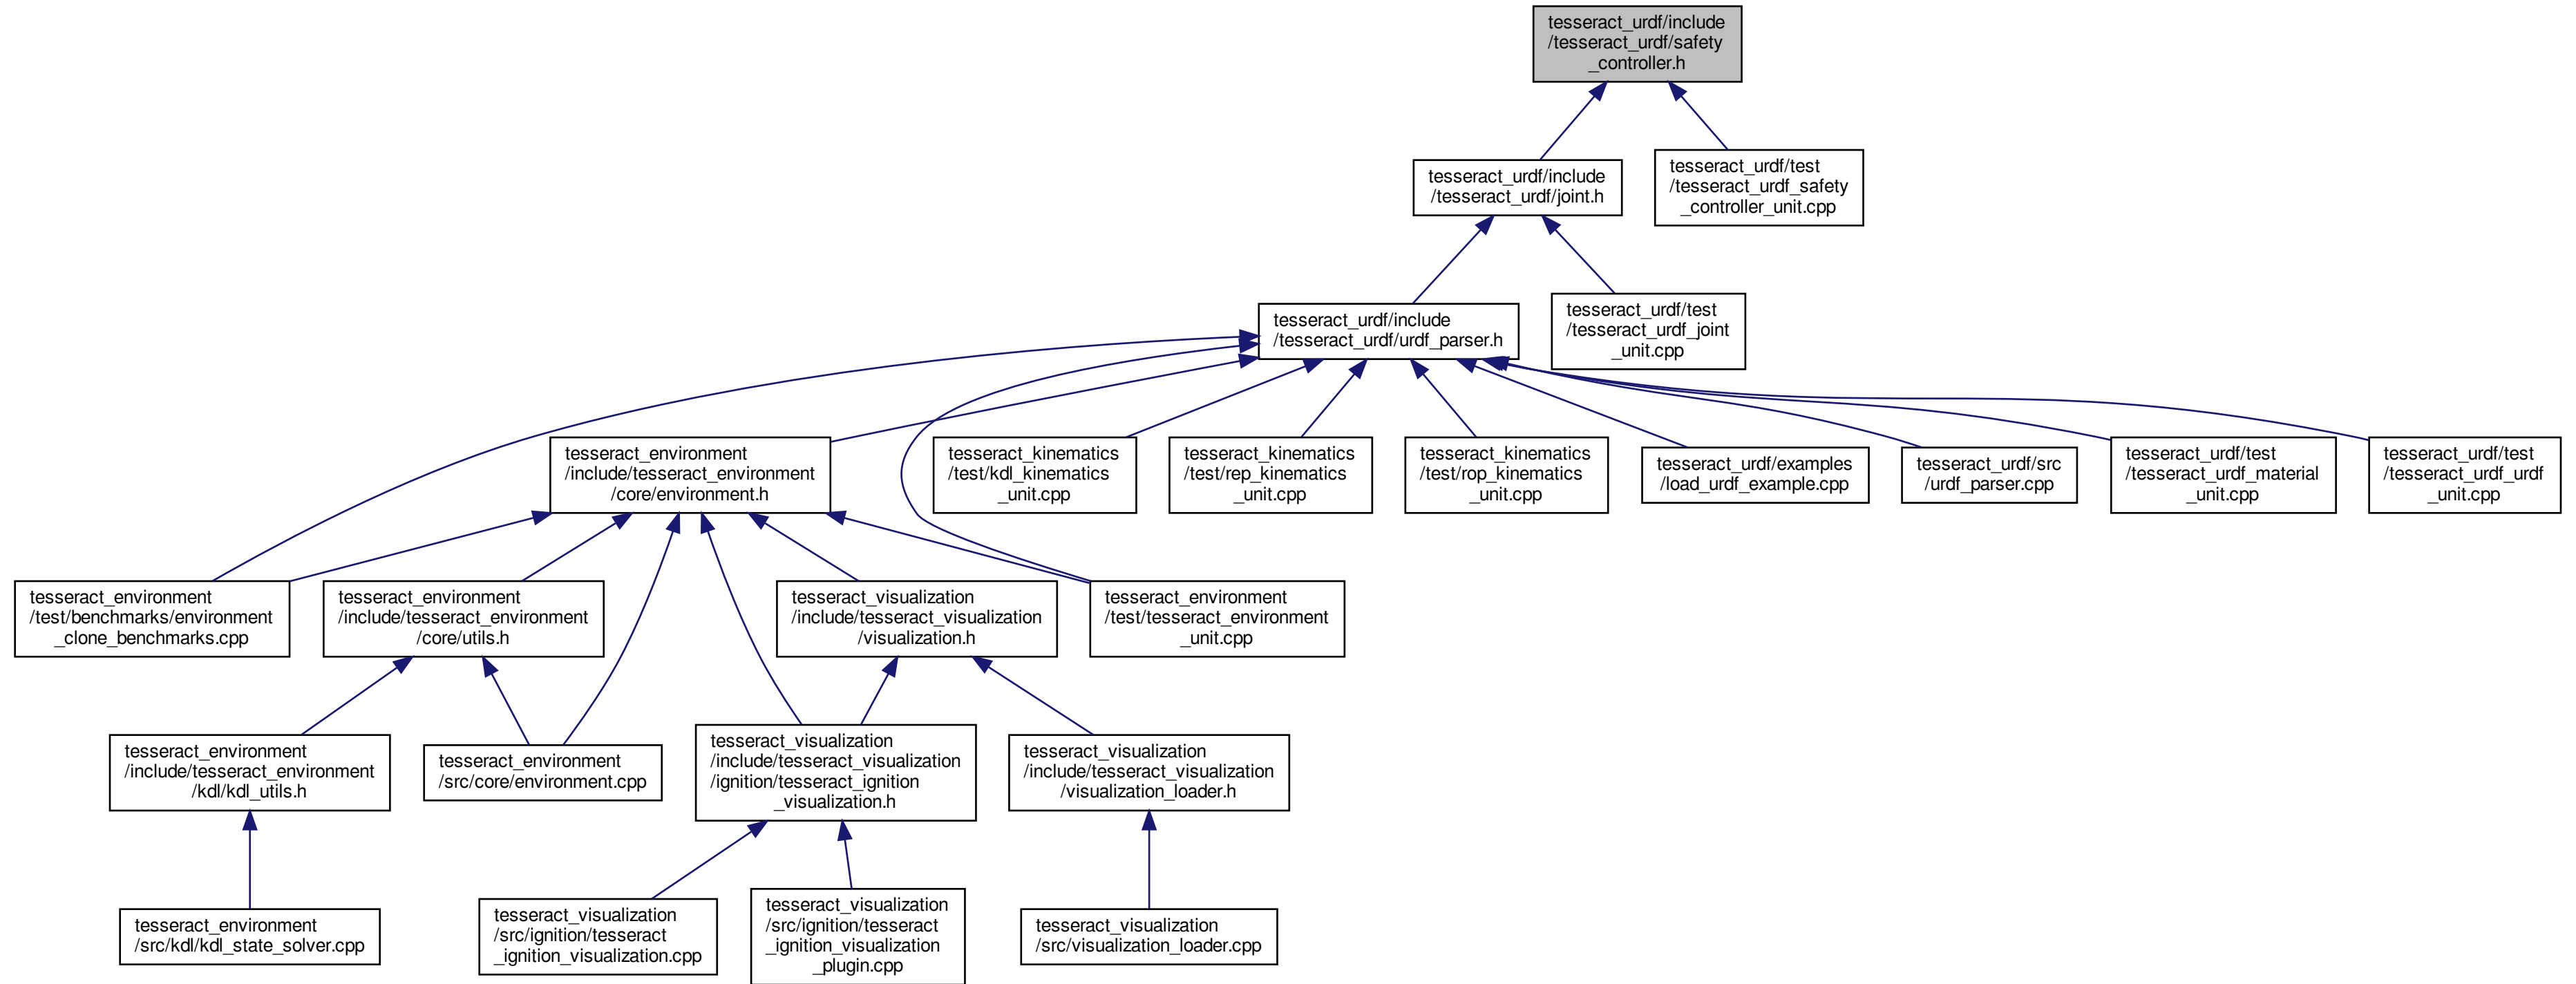 tesseract_urdf/include
/tesseract_urdf/safety
_controller.h
tesseract_urdf/include
/tesseract_urdf/joint.h
tesseract_urdf/test
/tesseract_urdf_safety
_controller_unit.cpp
tesseract_urdf/include
/tesseract_urdf/urdf_parser.h
tesseract_urdf/test
/tesseract_urdf_joint
_unit.cpp
tesseract_environment
/include/tesseract_environment
/core/environment.h
tesseract_kinematics
/test/kdl_kinematics
_unit.cpp
tesseract_kinematics
/test/rep_kinematics
_unit.cpp
tesseract_kinematics
/test/rop_kinematics
_unit.cpp
tesseract_urdf/examples
/load_urdf_example.cpp
tesseract_urdf/src
/urdf_parser.cpp
tesseract_urdf/test
/tesseract_urdf_material
_unit.cpp
tesseract_urdf/test
/tesseract_urdf_urdf
_unit.cpp
tesseract_environment
/test/benchmarks/environment
_clone_benchmarks.cpp
tesseract_environment
/include/tesseract_environment
/core/utils.h
tesseract_visualization
/include/tesseract_visualization
/visualization.h
tesseract_environment
/test/tesseract_environment
_unit.cpp
tesseract_environment
/include/tesseract_environment
/kdl/kdl_utils.h
tesseract_environment
/src/core/environment.cpp
tesseract_visualization
/include/tesseract_visualization
/ignition/tesseract_ignition
_visualization.h
tesseract_visualization
/include/tesseract_visualization
/visualization_loader.h
tesseract_environment
/src/kdl/kdl_state_solver.cpp
tesseract_visualization
/src/ignition/tesseract
_ignition_visualization.cpp
tesseract_visualization
/src/ignition/tesseract
_ignition_visualization
_plugin.cpp
tesseract_visualization
/src/visualization_loader.cpp